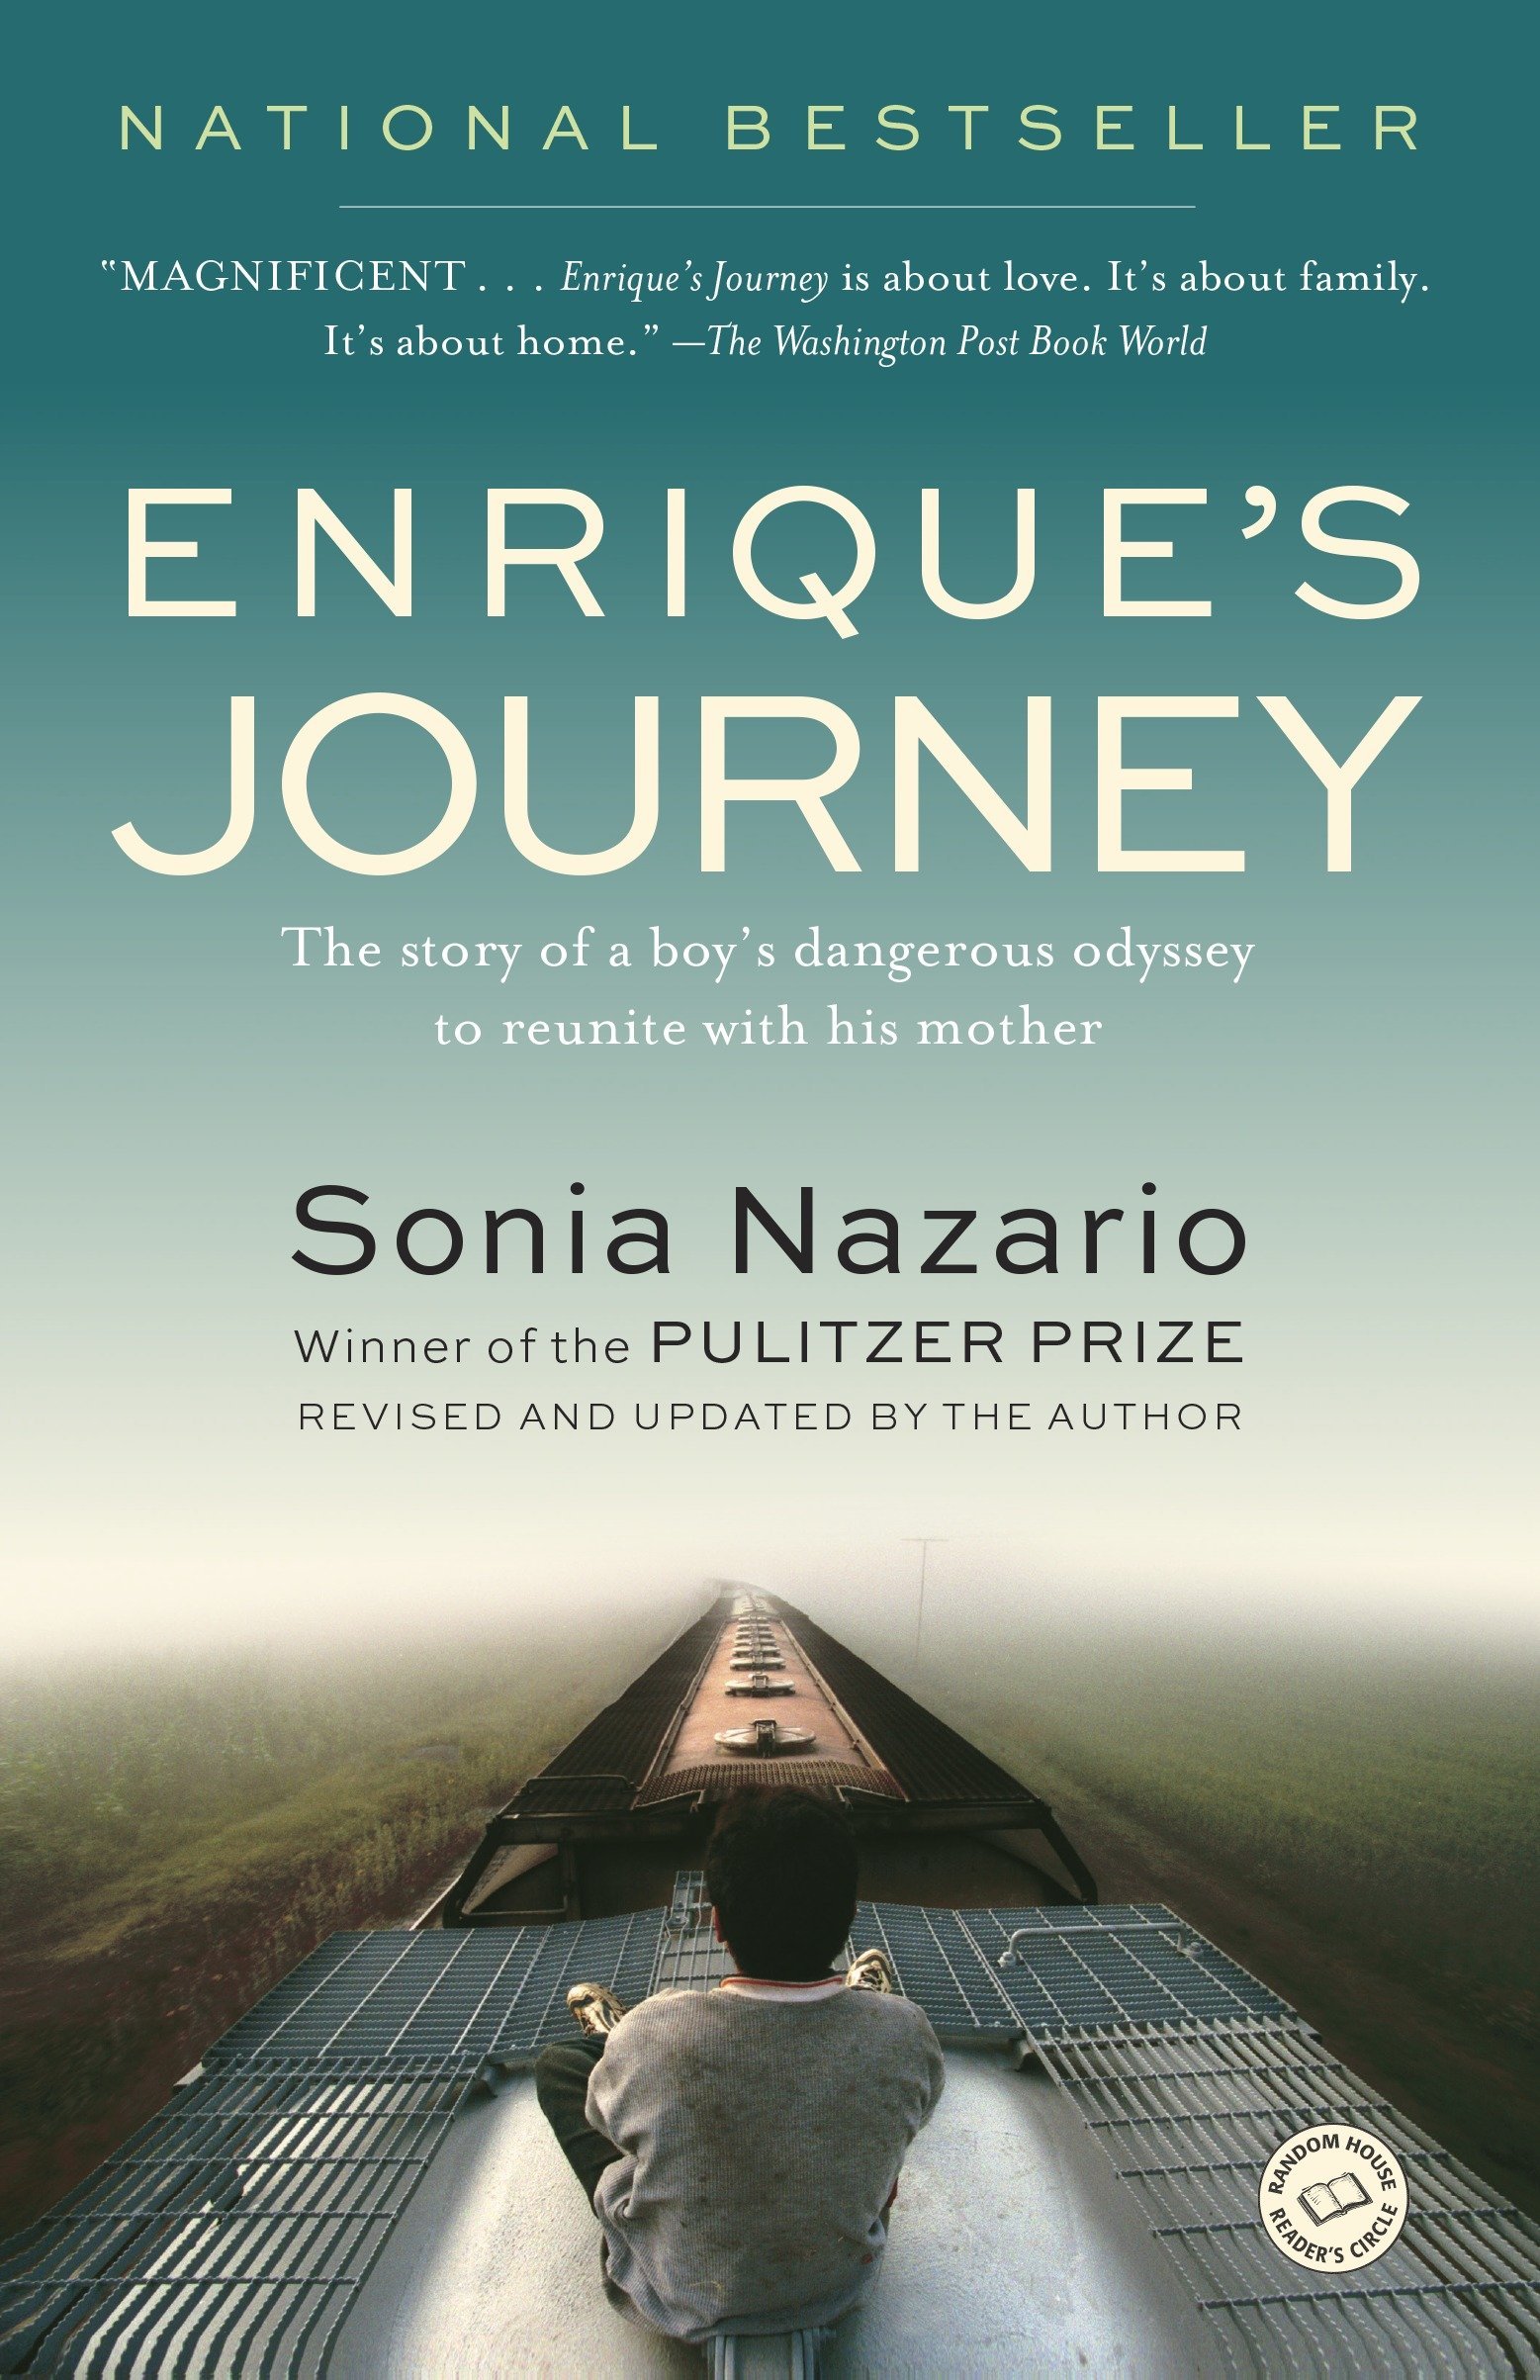 NATIONAL BESTSELLER
“MAGNIFICENT . . . Enrique’s Journey is about love. It’s about family.
It’s about home.” —The Washington Post Book World
ENRIQUE’S
JOURNEY
The story of a boy’s dangerous odyssey
to reunite with his mother
Sonia Nazario
Winner of the PULITZER PRIZE
REVISED AND UPDATED BY THE AUTHOR
RANDOM HOUSE
READER’S CIRCLE